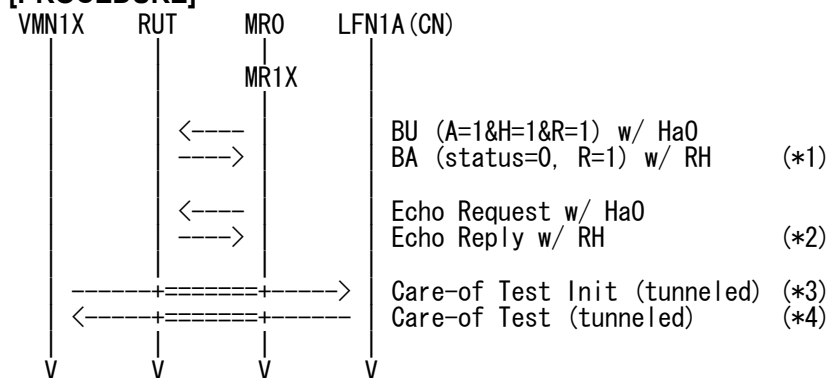 [PROCEDURE]
VMN1X RUT MR0 LFN1A(CN)
MR1X
<---- BU (A=1&H=1&R=1) w/ HaO
----> BA (status=0, R=1) w/ RH (*1)
<---- Echo Request w/ HaO
----> Echo Reply w/ RH (*2)
------+=======+-----> Care-of Test Init (tunneled) (*3)
<-----+=======+------ Care-of Test (tunneled) (*4)
V V V V